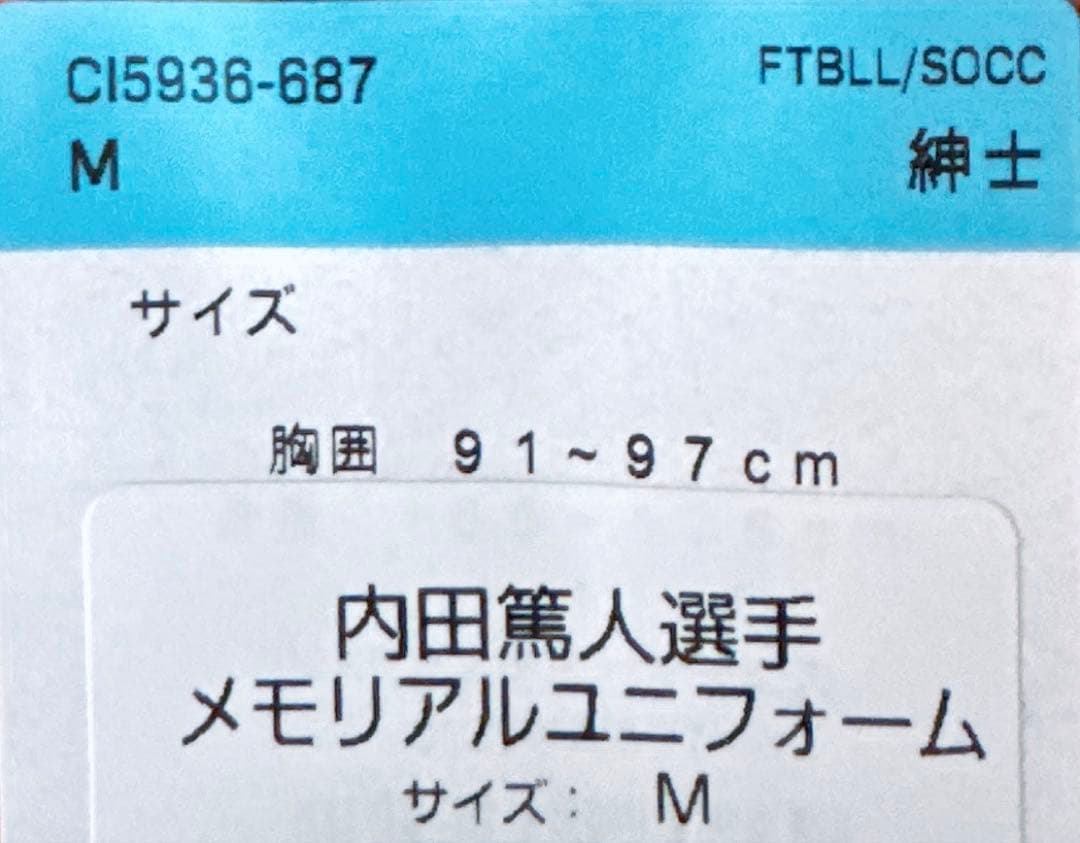 CI5936-687 FTBLL/SOCC
M 紳士
サイズ
胸囲 91~97cm
内田篤人選手
メモリアルユニフォーム
サイズ: M